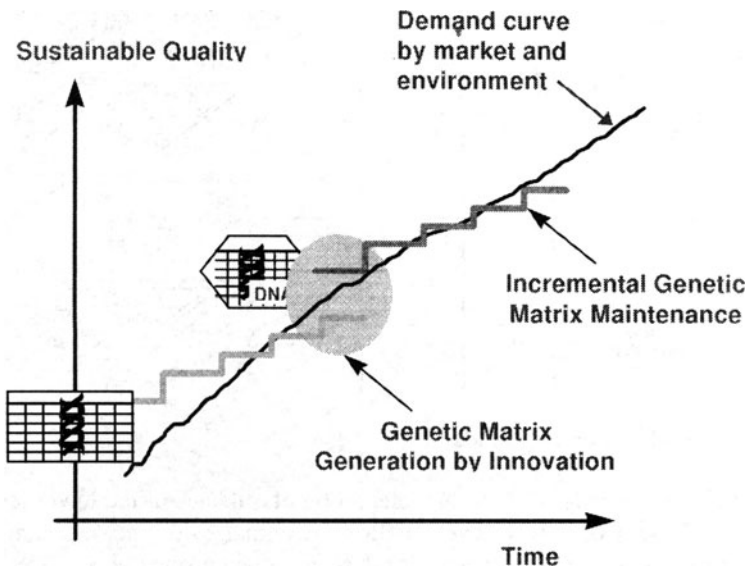 Sustainable Quality
Demand curve
by market and
environment
DNA
Incremental Genetic
Matrix Maintenance
Genetic Matrix
Generation by Innovation
Time